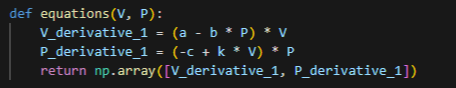 def equations(V, P):
    V_derivative_1 = (a - b * P) * V
    P_derivative_1 = (-c + k * V) * P
    return np.array([V_derivative_1, P_derivative_1])